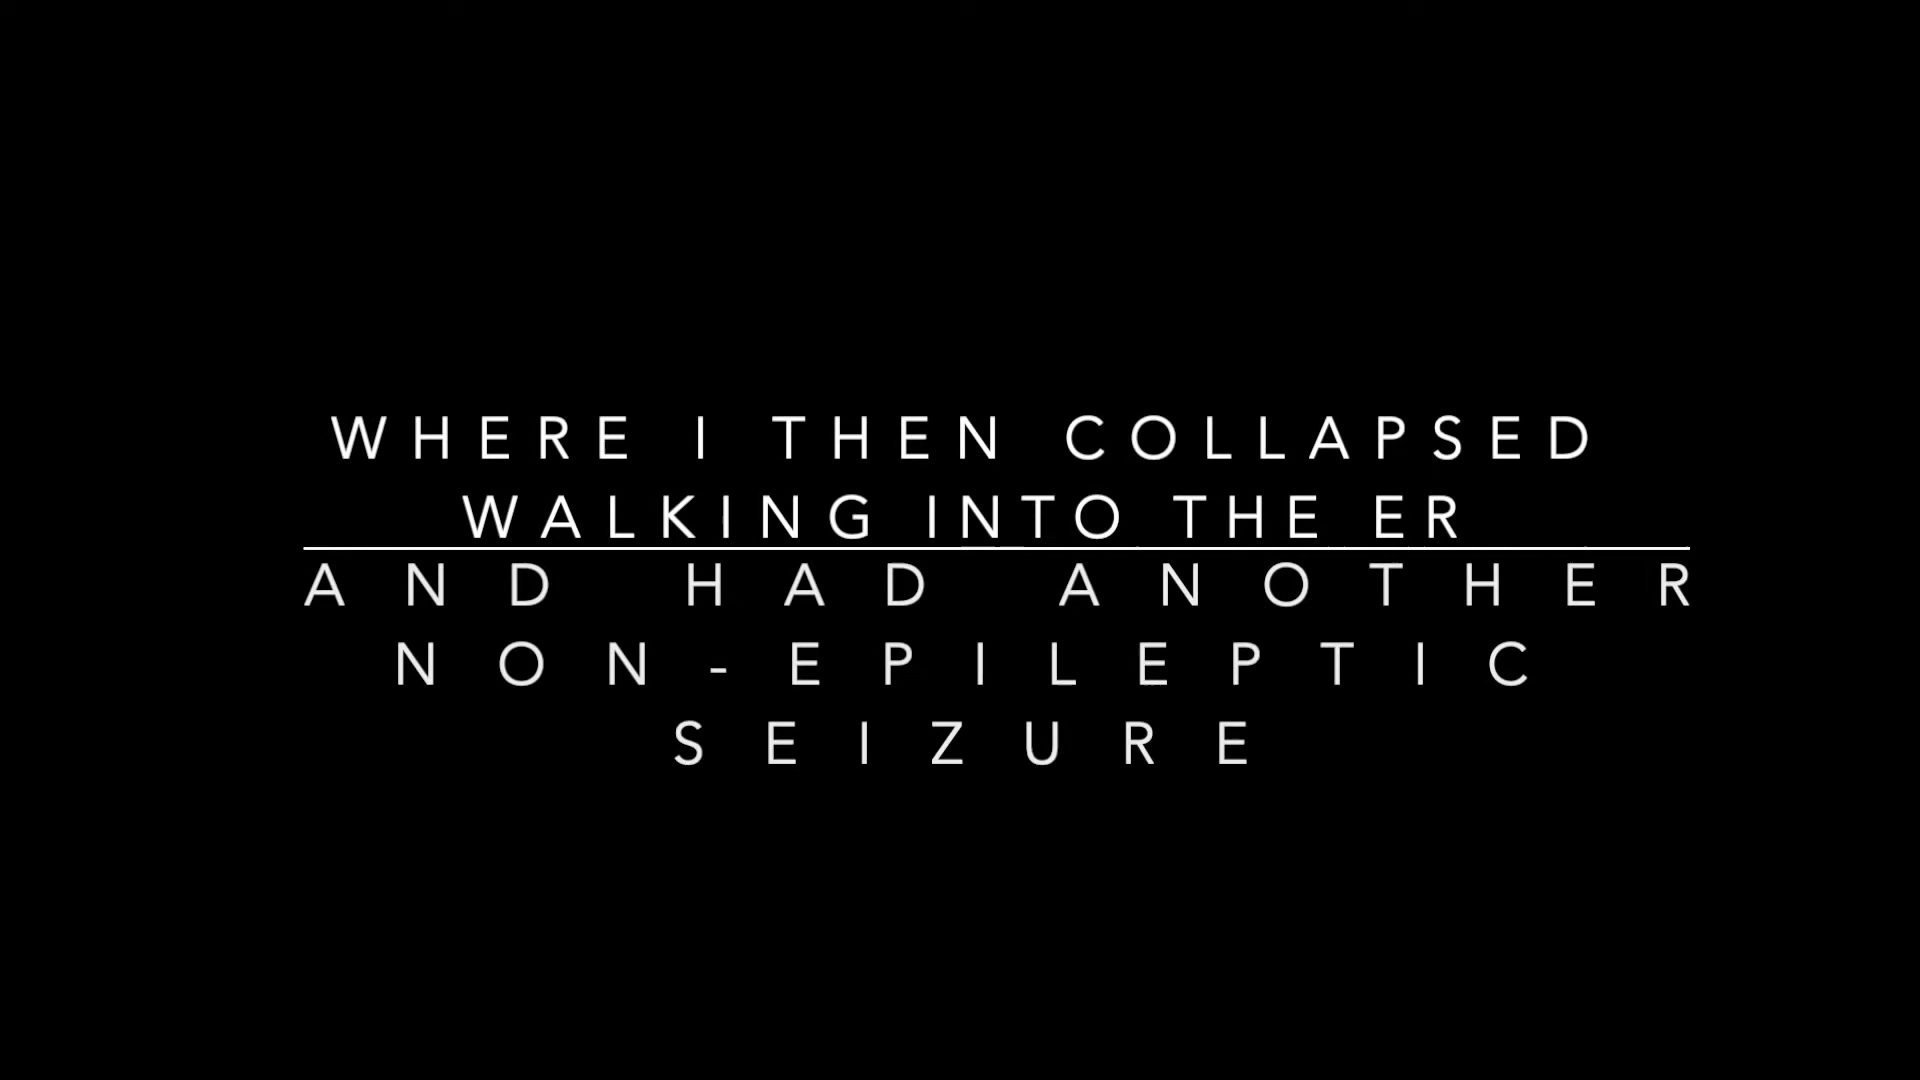 WHERE I THEN COLLAPSED
WALKING INTO THE ER
AND HAD ANOTHER
NON-EPILEPTIC
SEIZURE